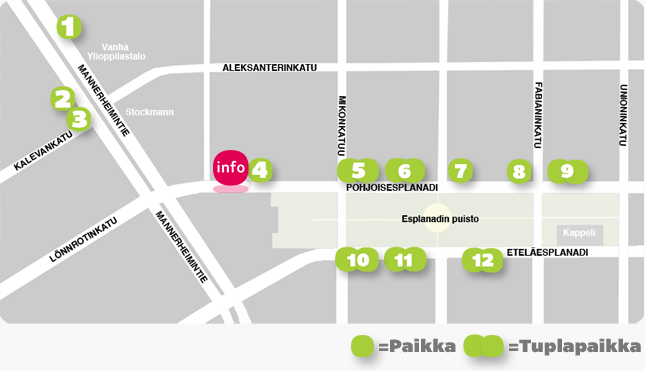 1
Vanha
Ylioppilastalo
ALEKSANTERINKATU
MANNERHEIMINTIE
2
3
Stockmann
KALEVANKATU
MIKONKATUU
FABIANINKATU
UNIONINKATU
info
4
5
6
7
8
9
POHJOISESPLANADI
LÖNNROTINKATU
MANNERHEIMINTIE
Esplanadin puisto
Kappeli
10
11
12
ETELÄESPLANADI
=Paikka
=Tuplapaikka